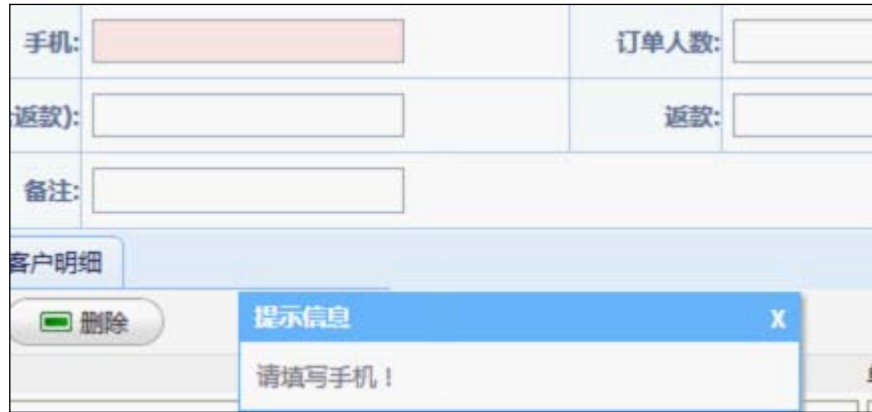 手机: 订单人数:
返款): 返款:
备注:
客户明细
删除
提示信息 X
请填写手机！